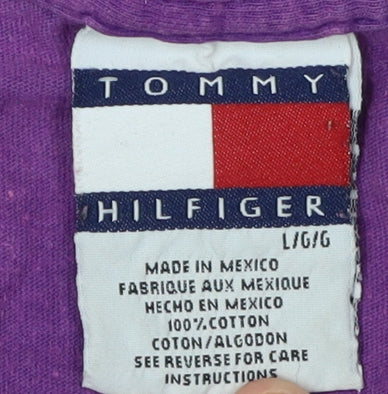 TOMMY
HILFIGER
L/G/G
MADE IN MEXICO
FABRIQUE AUX MEXIQUE
HECHO EN MEXICO
100% COTTON
COTON/ALGODON
SEE REVERSE FOR CARE
INSTRUCTIONS